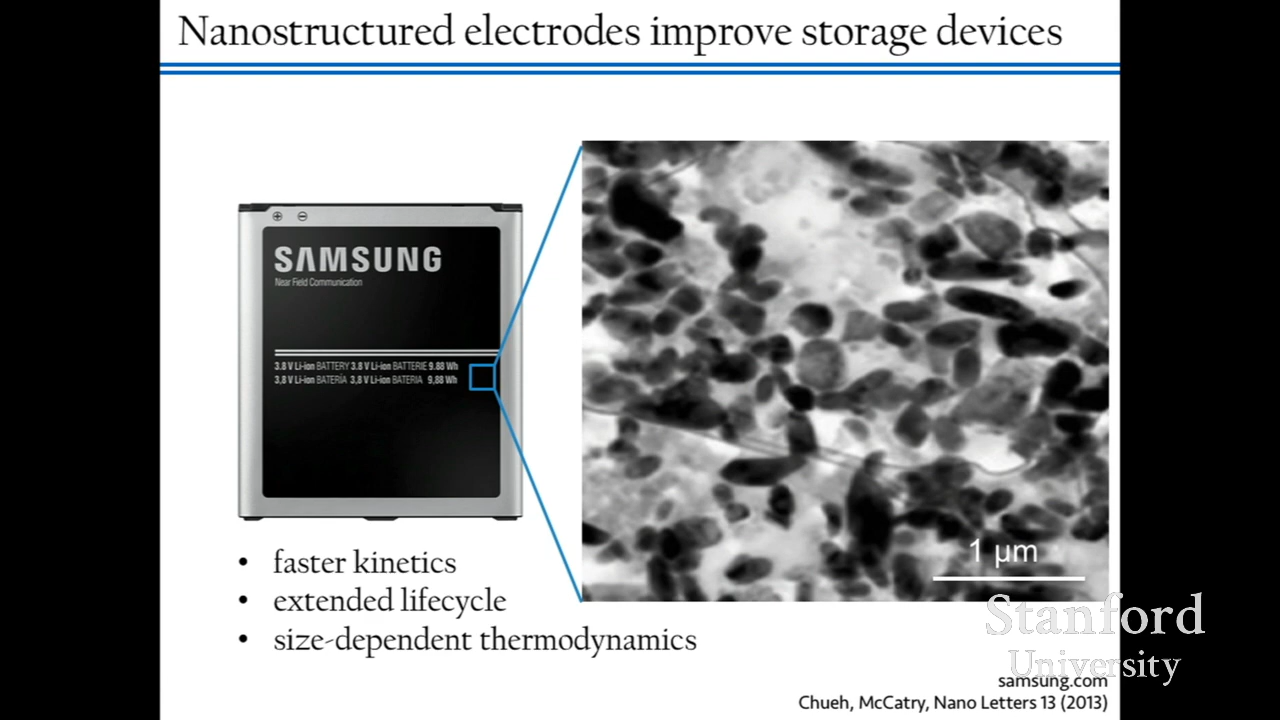 Nanostructured electrodes improve storage devices
SAMSUNG
Near Field Communication
3.8 V Li-ion BATTERY 3.8 V Li-ion BATTERIE 9.88 Wh
3,8 V Li-ion BATERÍA 3,8 V Li-ion BATERIA 9,88 Wh
1 µm
• faster kinetics
• extended lifecycle
• size-dependent thermodynamics
Stanford
University
samsung.com
Chueh, McCatry, Nano Letters 13 (2013)